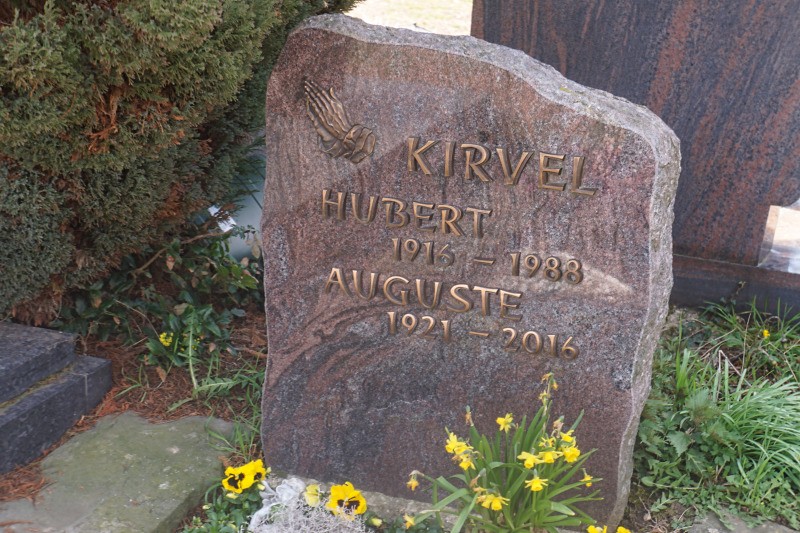 KIRVEL
HUBERT
1916 - 1988
AUGUSTE
1921 - 2016